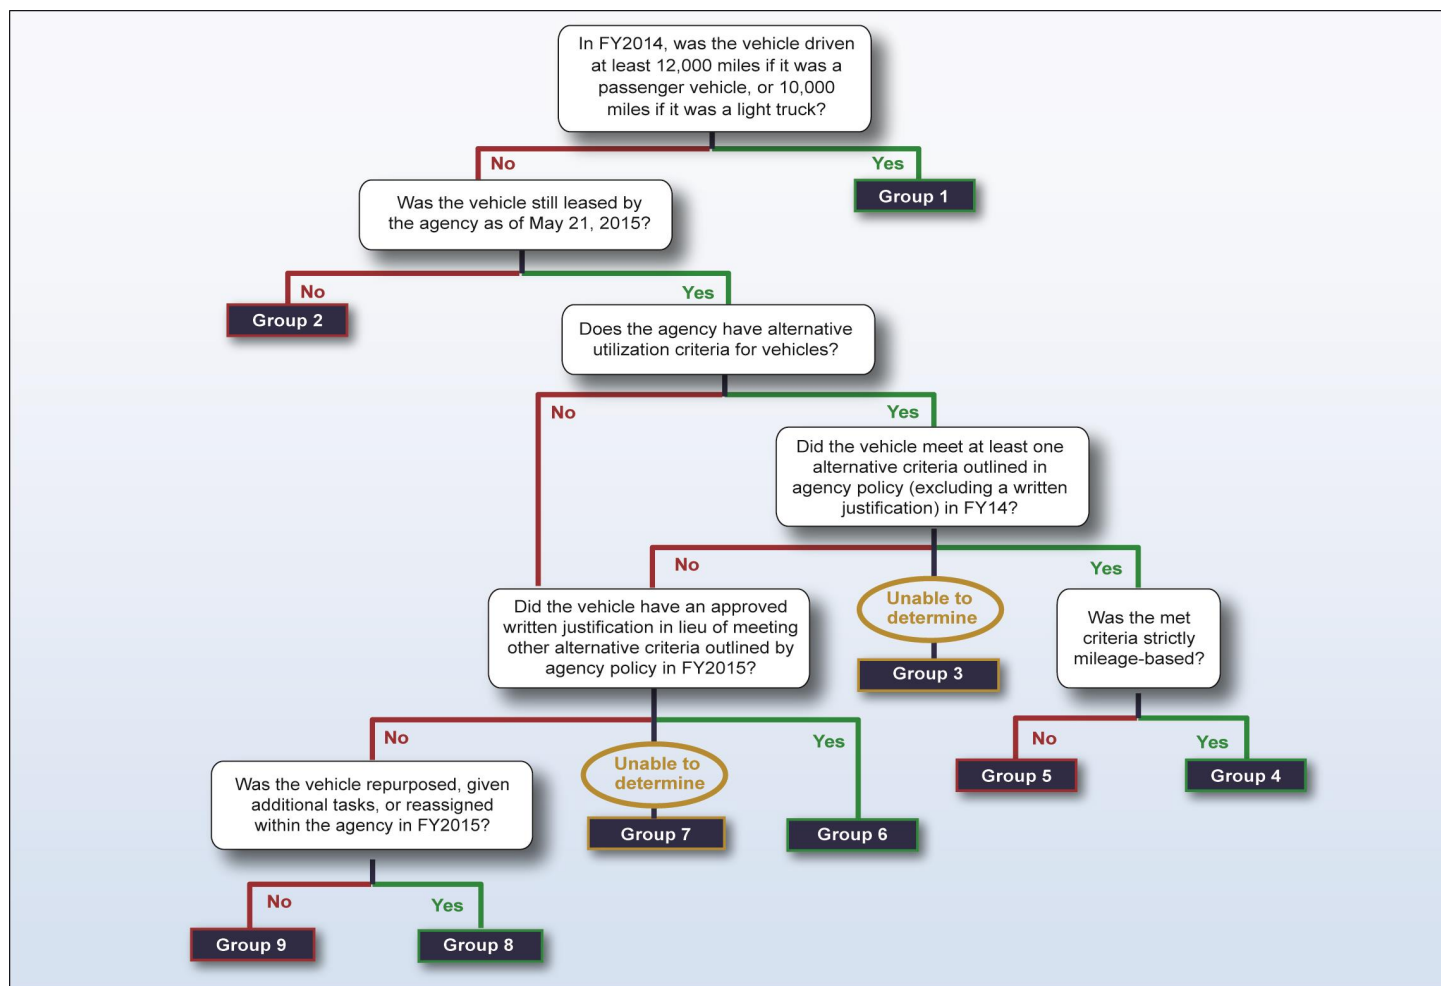 In FY2014, was the vehicle driven
at least 12,000 miles if it was a
passenger vehicle, or 10,000
miles if it was a light truck?
No
Yes
Group 1
Was the vehicle still leased by
the agency as of May 21, 2015?
No
Yes
Group 2
Does the agency have alternative
utilization criteria for vehicles?
No
Yes
Did the vehicle meet at least one
alternative criteria outlined in
agency policy (excluding a written
justification) in FY14?
No
Yes
Unable to
determine
Group 3
Was the met
criteria strictly
mileage-based?
Did the vehicle have an approved
written justification in lieu of meeting
other alternative criteria outlined by
agency policy in FY2015?
No
Yes
Group 5
Group 4
No
Yes
Unable to
determine
Group 7
Group 6
Was the vehicle repurposed, given
additional tasks, or reassigned
within the agency in FY2015?
No
Yes
Group 9
Group 8